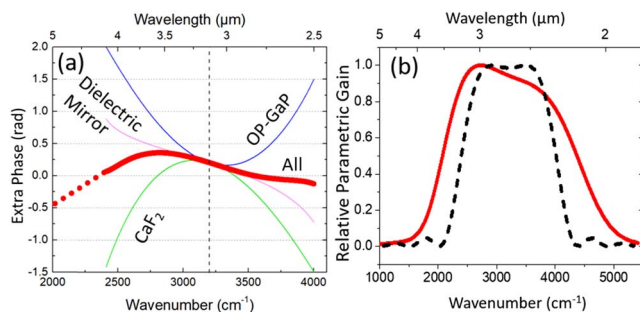 Wavelength (μm)
5 4 3 2.5
2.0
1.5
1.0
0.5
0.0
-0.5
-1.0
-1.5
Extra Phase (rad)
(a)
Dielectric
Mirror
OP-GaP
All
CaF2
2000 2500 3000 3500 4000
Wavenumber (cm-1)
Wavelength (μm)
5 4 3 2
1.0
0.8
0.6
0.4
0.2
0.0
Relative Parametric Gain
(b)
1000 2000 3000 4000 5000
Wavenumber (cm-1)